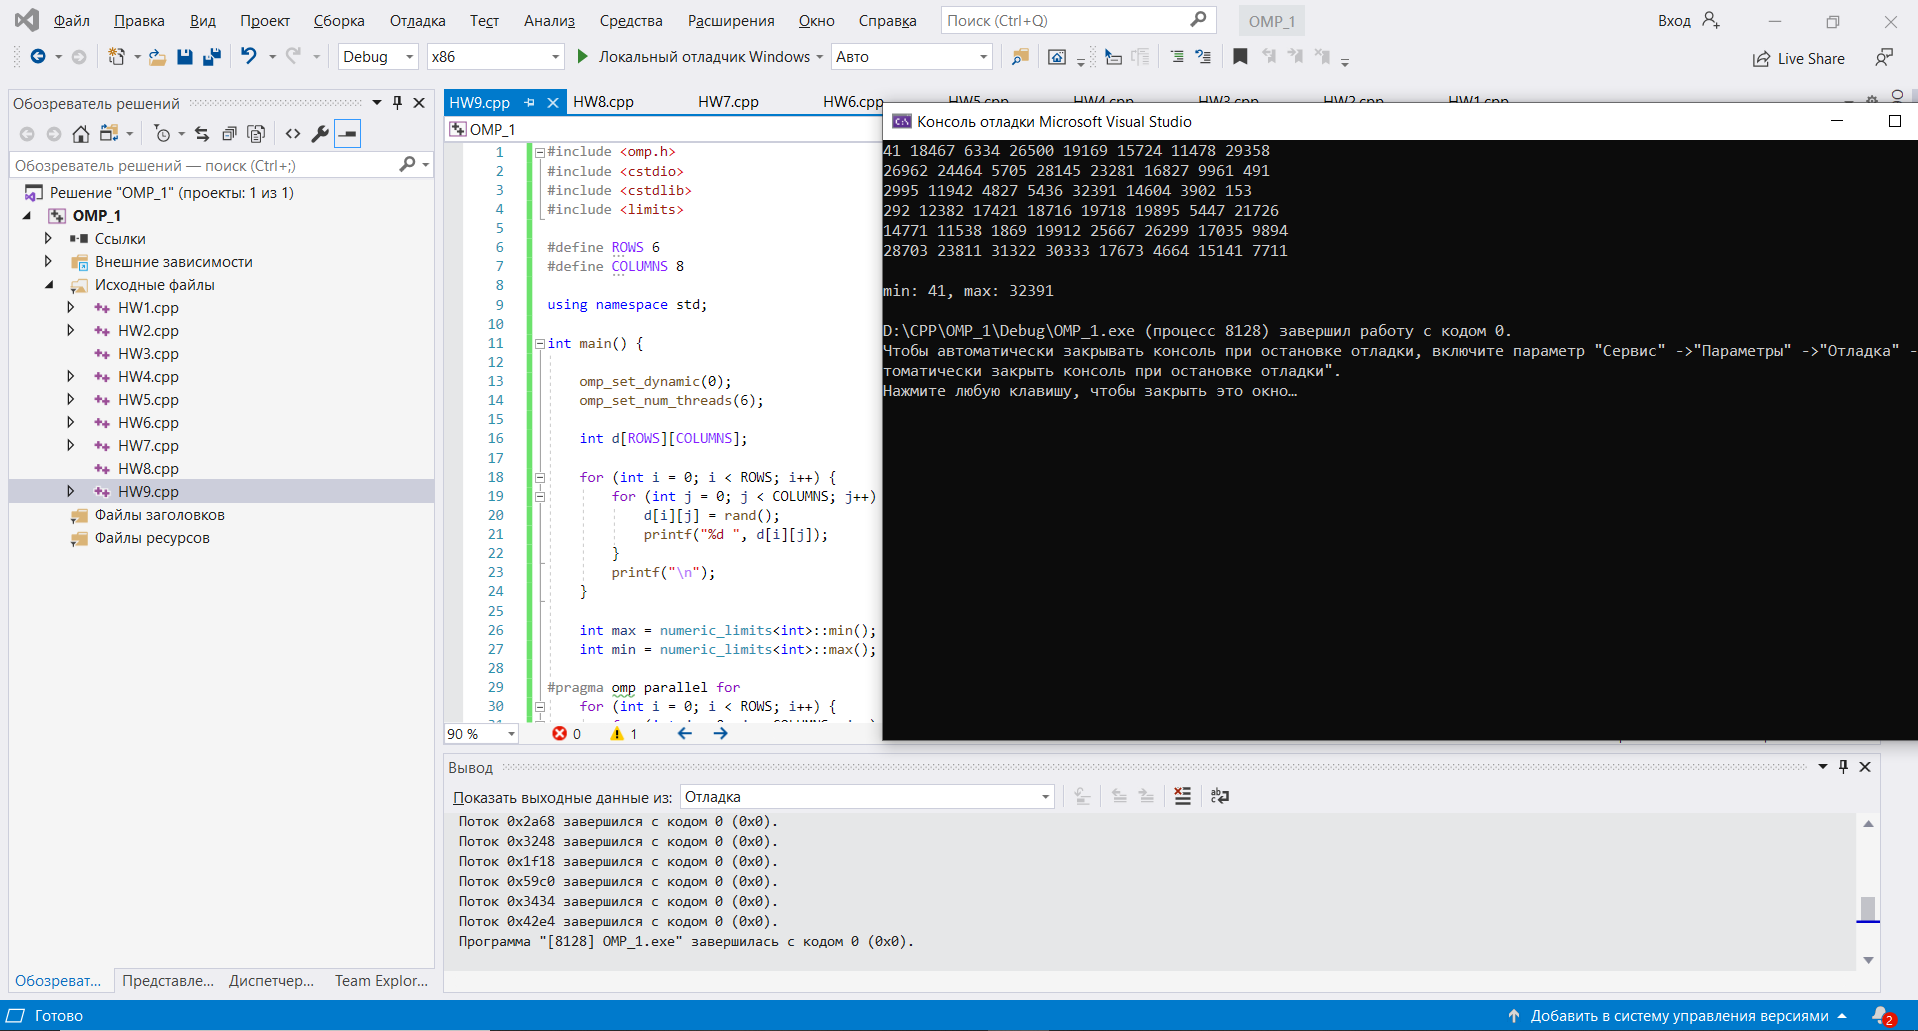 Файл Правка Вид Проект Сборка Отладка Тест Анализ Средства Расширения Окно Справка Поиск (Ctrl+Q) OMP_1 Вход
Debug x86 Локальный отладчик Windows Авто Live Share
Обозреватель решений
Обозреватель решений — поиск (Ctrl+;)
Решение "OMP_1" (проекты: 1 из 1)
OMP_1
Ссылки
Внешние зависимости
Исходные файлы
HW1.cpp
HW2.cpp
HW3.cpp
HW4.cpp
HW5.cpp
HW6.cpp
HW7.cpp
HW8.cpp
HW9.cpp
Файлы заголовков
Файлы ресурсов
Обозреват... Представле... Диспетчер... Team Explor...
HW9.cpp HW8.cpp HW7.cpp HW6.cpp HW5.cpp HW4.cpp HW3.cpp HW2.cpp HW1.cpp
OMP_1
1 #include <omp.h>
2 #include <cstdio>
3 #include <cstdlib>
4 #include <limits>
5
6 #define ROWS 6
7 #define COLUMNS 8
8
9 using namespace std;
10
11 int main() {
12
13 omp_set_dynamic(0);
14 omp_set_num_threads(6);
15
16 int d[ROWS][COLUMNS];
17
18 for (int i = 0; i < ROWS; i++) {
19 for (int j = 0; j < COLUMNS; j++)
20 d[i][j] = rand();
21 printf("%d ", d[i][j]);
22 }
23 printf("\n");
24 }
25
26 int max = numeric_limits<int>::min();
27 int min = numeric_limits<int>::max();
28
29 #pragma omp parallel for
30 for (int i = 0; i < ROWS; i++) {
90 % 0 1
Консоль отладки Microsoft Visual Studio
41 18467 6334 26500 19169 15724 11478 29358
26962 24464 5705 28145 23281 16827 9961 491
2995 11942 4827 5436 32391 14604 3902 153
292 12382 17421 18716 19718 19895 5447 21726
14771 11538 1869 19912 25667 26299 17035 9894
28703 23811 31322 30333 17673 4664 15141 7711
min: 41, max: 32391
D:\CPP\OMP_1\Debug\OMP_1.exe (процесс 8128) завершил работу с кодом 0.
Чтобы автоматически закрывать консоль при остановке отладки, включите параметр "Сервис" ->"Параметры" ->"Отладка" -
томатически закрыть консоль при остановке отладки".
Нажмите любую клавишу, чтобы закрыть это окно…
Вывод
Показать выходные данные из: Отладка
Поток 0x2a68 завершился с кодом 0 (0x0).
Поток 0x3248 завершился с кодом 0 (0x0).
Поток 0x1f18 завершился с кодом 0 (0x0).
Поток 0x59c0 завершился с кодом 0 (0x0).
Поток 0x3434 завершился с кодом 0 (0x0).
Поток 0x42e4 завершился с кодом 0 (0x0).
Программа "[8128] OMP_1.exe" завершилась с кодом 0 (0x0).
Готово Добавить в систему управления версиями 2